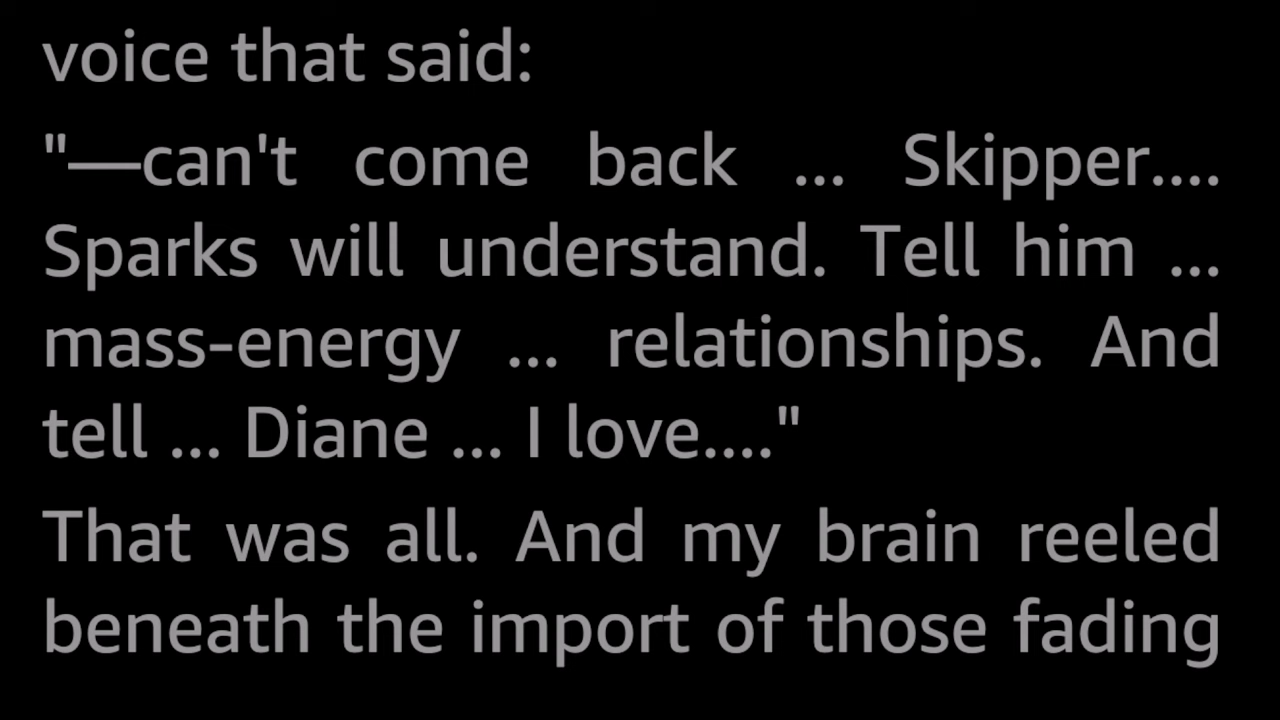 voice that said:
"—can't come back ... Skipper....
Sparks will understand. Tell him ...
mass-energy ... relationships. And
tell ... Diane ... I love...."
That was all. And my brain reeled
beneath the import of those fading